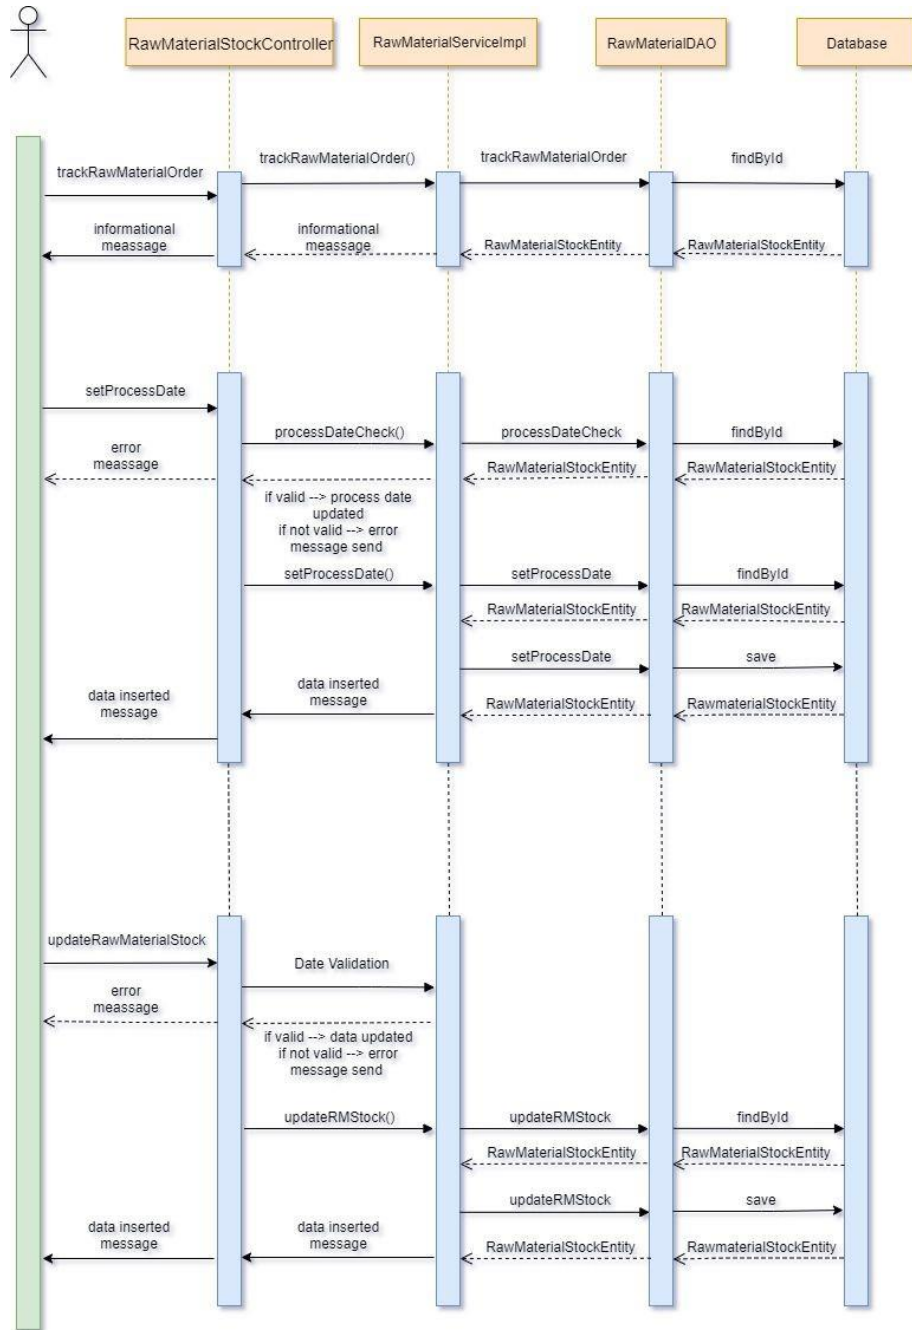 RawMaterialStockController
RawMaterialServiceImpl
RawMaterialDAO
Database
trackRawMaterialOrder
trackRawMaterialOrder()
trackRawMaterialOrder
findById
informational
meassage
informational
meassage
RawMaterialStockEntity
RawMaterialStockEntity
setProcessDate
processDateCheck()
processDateCheck
findById
error
meassage
RawMaterialStockEntity
RawMaterialStockEntity
if valid --> process date
updated
if not valid --> error
message send
setProcessDate()
setProcessDate
findById
RawMaterialStockEntity
RawMaterialStockEntity
setProcessDate
save
data inserted
message
data inserted
message
RawMaterialStockEntity
RawmaterialStockEntity
updateRawMaterialStock
Date Validation
error
meassage
if valid --> data updated
if not valid --> error
message send
updateRMStock()
updateRMStock
findById
RawMaterialStockEntity
RawMaterialStockEntity
updateRMStock
save
data inserted
message
data inserted
message
RawMaterialStockEntity
RawmaterialStockEntity